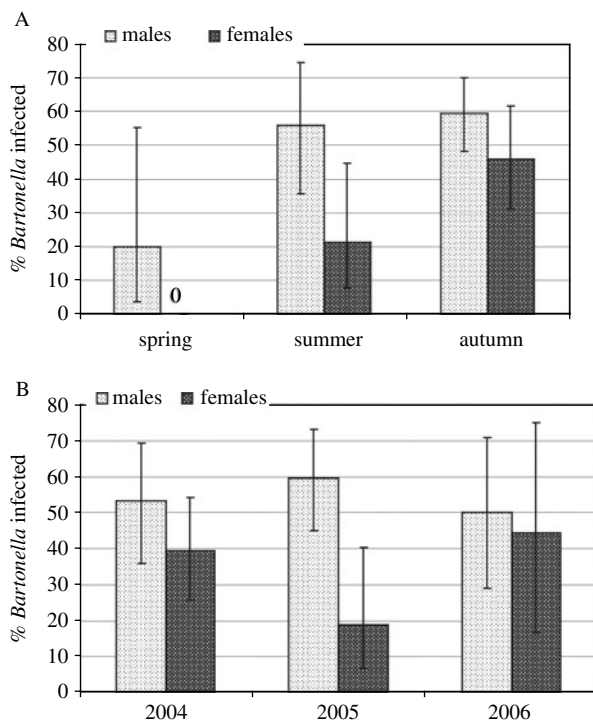 A
males females
80
70
60
50
40
30
20
10
0
% Bartonella infected
0
spring summer autumn
B
males females
80
70
60
50
40
30
20
10
0
% Bartonella infected
2004 2005 2006